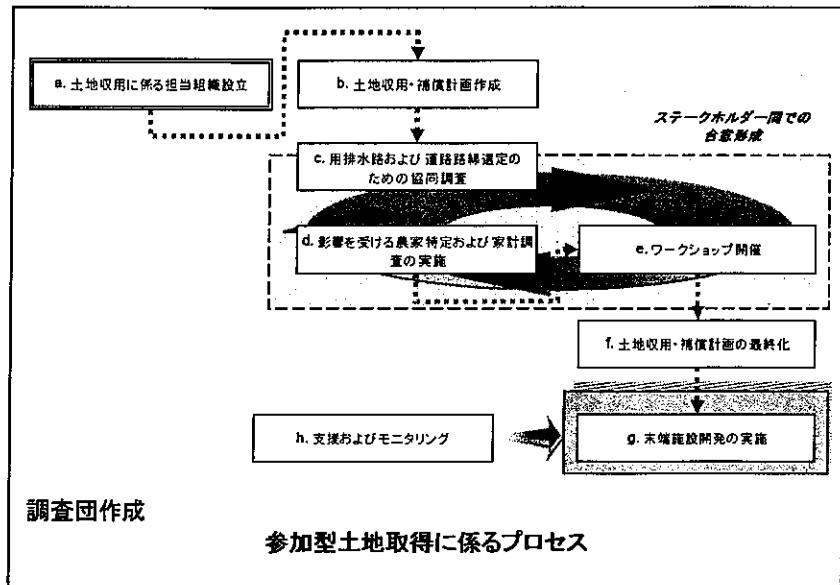 a. 土地収用に係る担当組織設立
b. 土地収用・補償計画作成
ステークホルダー間での
合意形成
c. 用排水路および道路路線選定の
ための協同調査
d. 影響を受ける農家特定および家計調
査の実施
e. ワークショップ開催
f. 土地収用・補償計画の最終化
h. 支援およびモニタリング
g. 末端施設開発の実施
調査団作成
参加型土地取得に係るプロセス